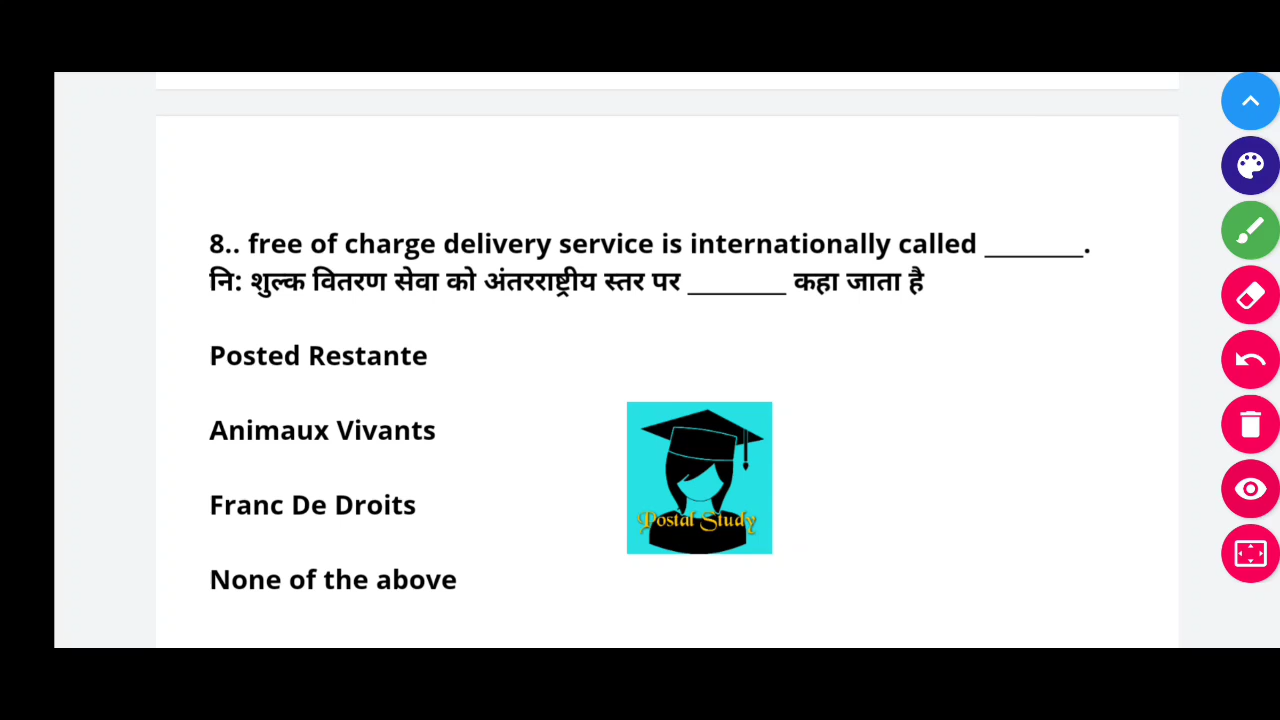 8.. free of charge delivery service is internationally called ________.
नि: शुल्क वितरण सेवा को अंतरराष्ट्रीय स्तर पर ________ कहा जाता है
Posted Restante
Animaux Vivants
Franc De Droits
Postal Study
None of the above